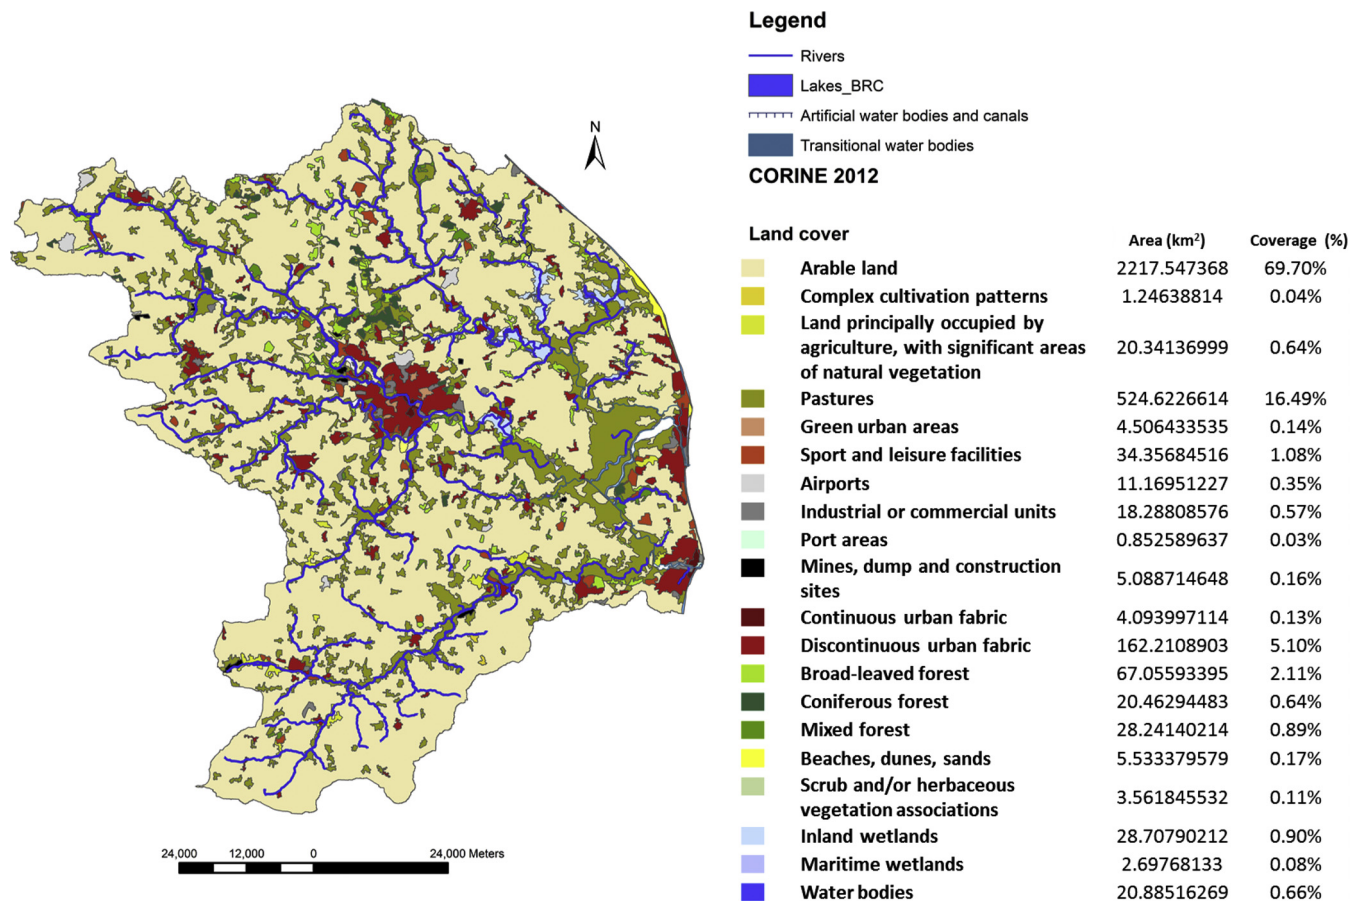 Legend
Rivers
Lakes_BRC
Artificial water bodies and canals
Transitional water bodies
CORINE 2012
Land cover Area (km²) Coverage (%)
Arable land 2217.547368 69.70%
Complex cultivation patterns 1.24638814 0.04%
Land principally occupied by
agriculture, with significant areas 20.34136999 0.64%
of natural vegetation
Pastures 524.6226614 16.49%
Green urban areas 4.506433535 0.14%
Sport and leisure facilities 34.35684516 1.08%
Airports 11.16951227 0.35%
Industrial or commercial units 18.28808576 0.57%
Port areas 0.852589637 0.03%
Mines, dump and construction
sites 5.088714648 0.16%
Continuous urban fabric 4.093997114 0.13%
Discontinuous urban fabric 162.2108903 5.10%
Broad-leaved forest 67.05593395 2.11%
Coniferous forest 20.46294483 0.64%
Mixed forest 28.24140214 0.89%
Beaches, dunes, sands 5.533379579 0.17%
Scrub and/or herbaceous
vegetation associations 3.561845532 0.11%
Inland wetlands 28.70790212 0.90%
Maritime wetlands 2.69768133 0.08%
Water bodies 20.88516269 0.66%
N
24,000 12,000 0 24,000 Meters